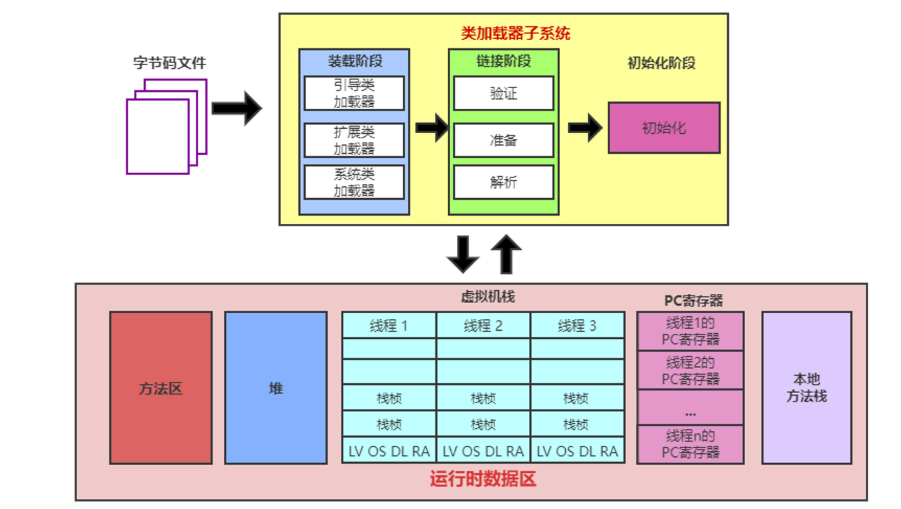 类加载器子系统
字节码文件
装载阶段
引导类
加载器
扩展类
加载器
系统类
加载器
链接阶段
验证
准备
解析
初始化阶段
初始化
虚拟机栈
PC寄存器
方法区
堆
线程 1
线程 2
线程 3
栈桢
栈桢
栈桢
栈桢
栈桢
栈桢
LV OS DL RA
LV OS DL RA
LV OS DL RA
线程1的
PC寄存器
线程2的
PC寄存器
...
线程n的
PC寄存器
本地
方法栈
运行时数据区